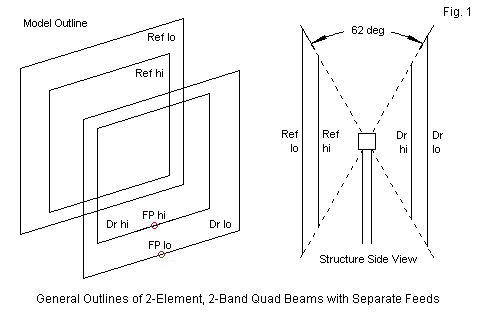 Fig. 1
Model Outline
Ref lo
Ref hi
Dr hi
FP hi
Dr lo
FP lo
62 deg
Ref
lo
Ref
hi
Dr
hi
Dr
lo
Structure Side View
General Outlines of 2-Element, 2-Band Quad Beams with Separate Feeds